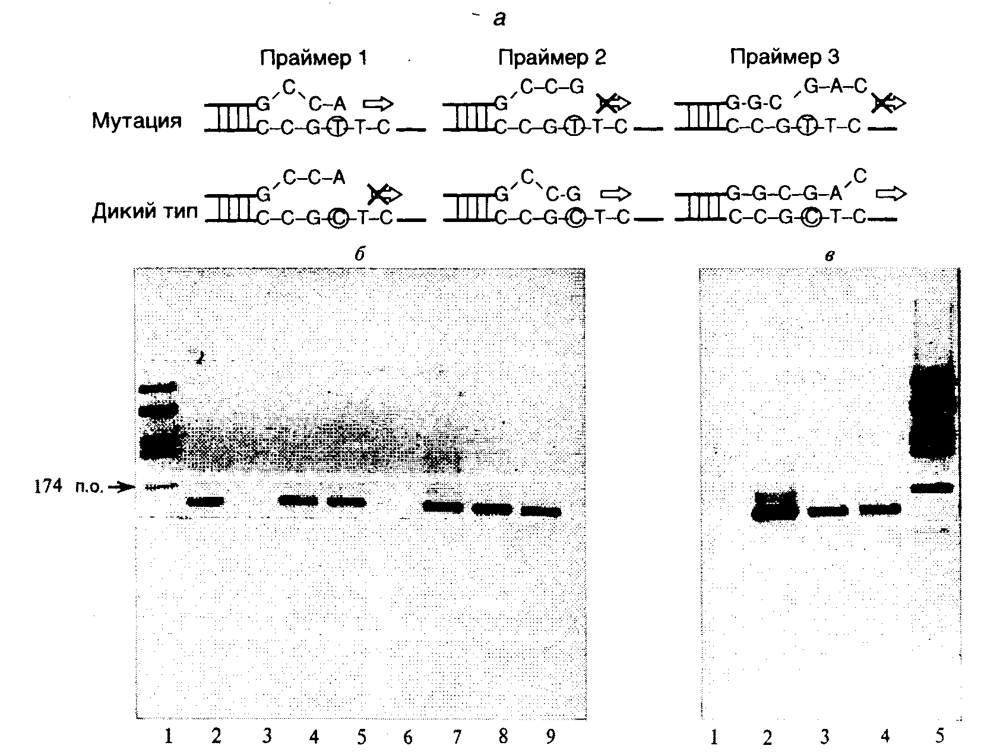 а
Праймер 1 Праймер 2 Праймер 3
C C–C–G G–A–C
G C–A G G-G-C
Мутация C–C–G–T–T–C C–C–G–T–T–C C–C–G–T–T–C
C–C–A C C
G G C-G G–G–C–G–A
Дикий тип C–C–G–C–T–C C–C–G–C–T–C C–C–G–C–T–C
б в
174 п.о.
1 2 3 4 5 6 7 8 9 1 2 3 4 5